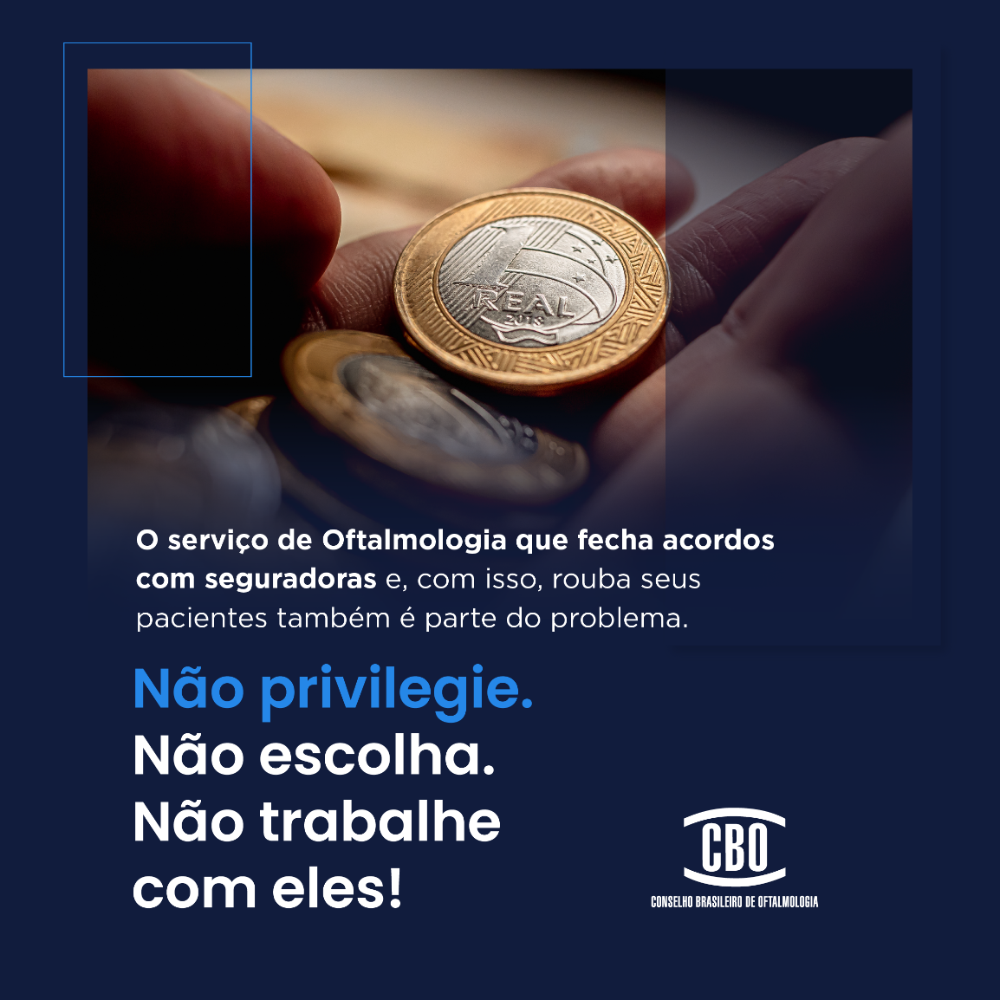 REAL
2018
O serviço de Oftalmologia que fecha acordos
com seguradoras e, com isso, rouba seus
pacientes também é parte do problema.
Não privilegie.
Não escolha.
Não trabalhe
com eles!
CBO
CONSELHO BRASILEIRO DE OFTALMOLOGIA